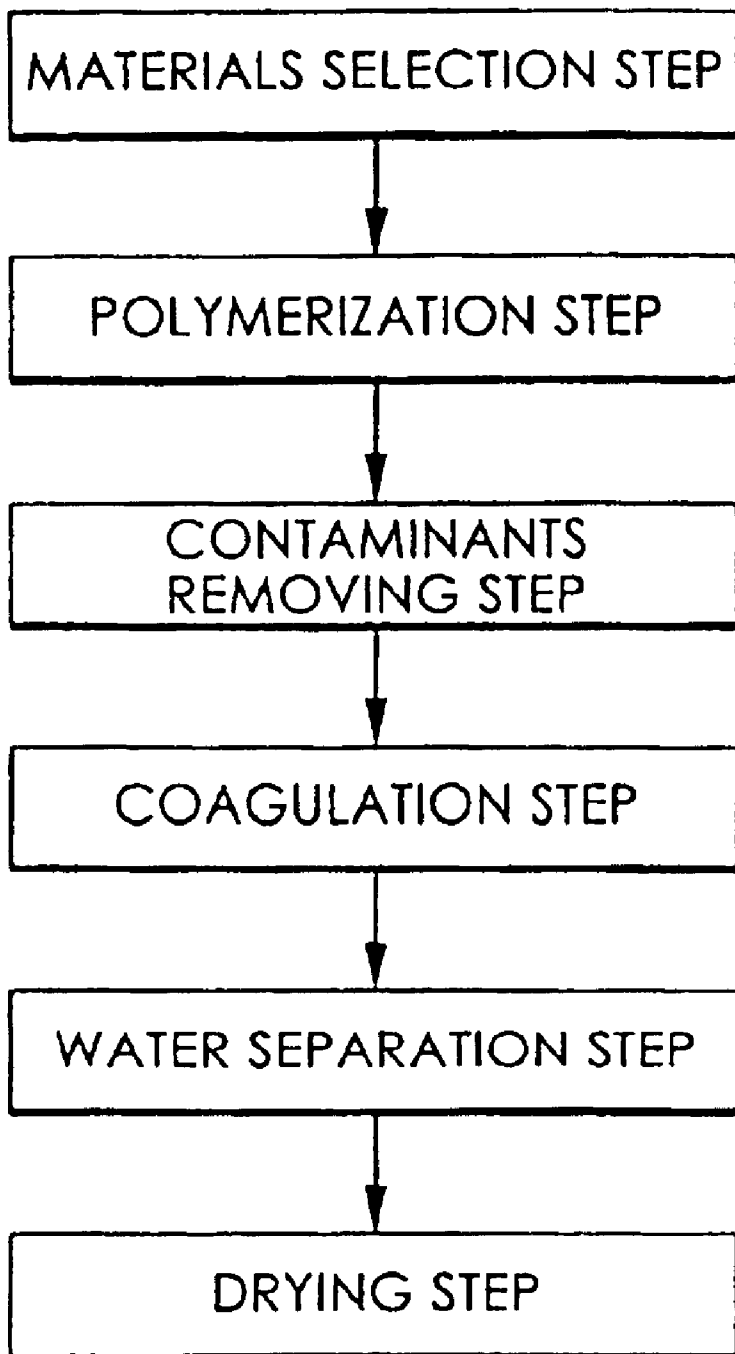 MATERIALS SELECTION STEP
POLYMERIZATION STEP
CONTAMINANTS
REMOVING STEP
COAGULATION STEP
WATER SEPARATION STEP
DRYING STEP